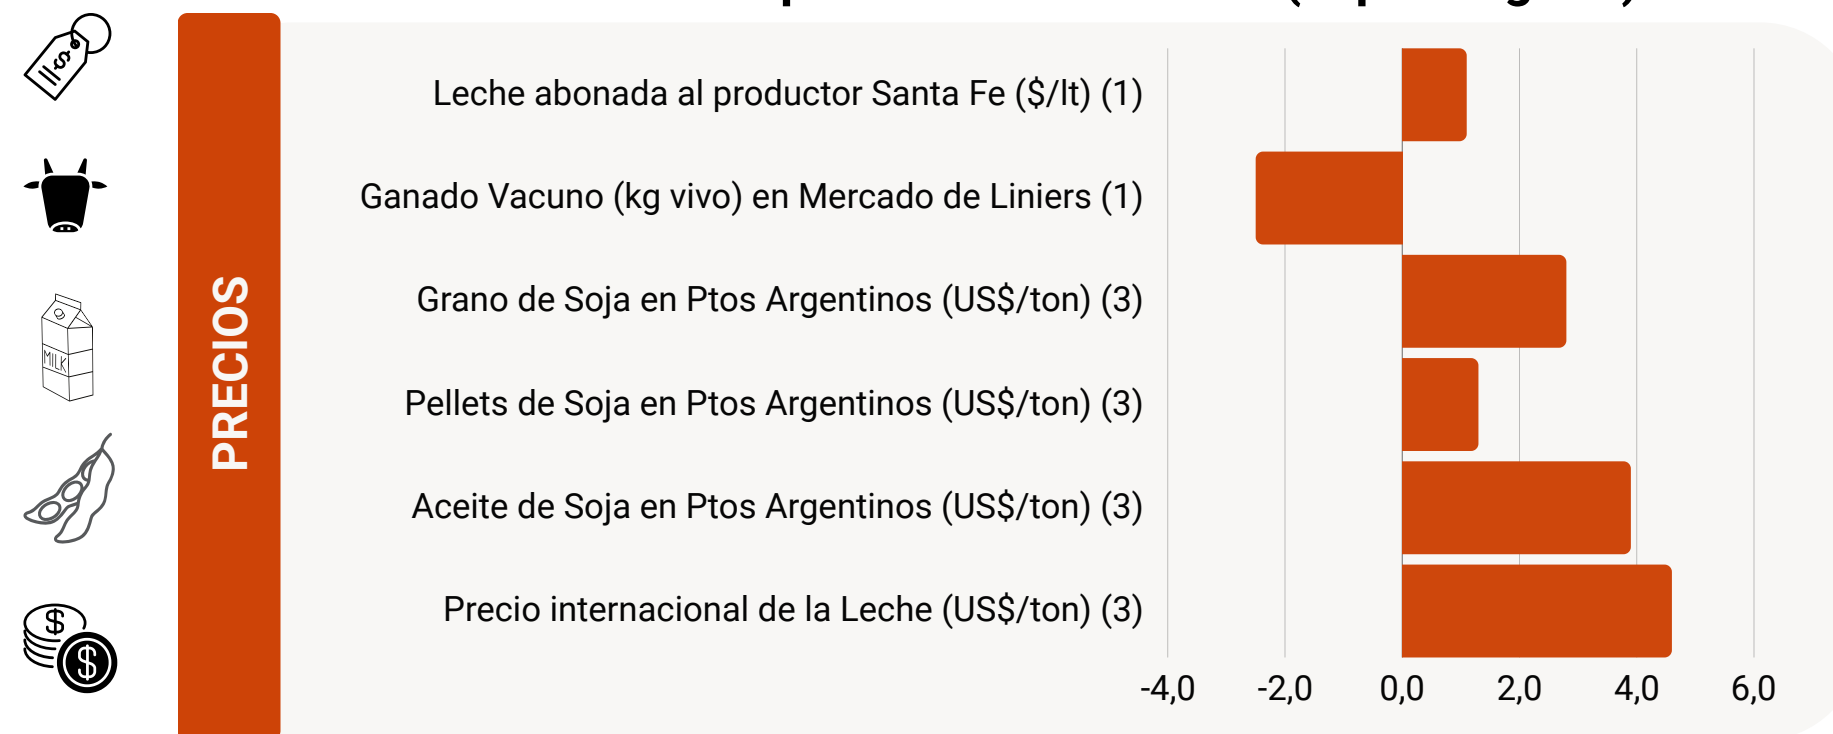 PRECIOS
Leche abonada al productor Santa Fe ($/lt) (1)
Ganado Vacuno (kg vivo) en Mercado de Liniers (1)
Grano de Soja en Ptos Argentinos (US$/ton) (3)
Pellets de Soja en Ptos Argentinos (US$/ton) (3)
Aceite de Soja en Ptos Argentinos (US$/ton) (3)
Precio internacional de la Leche (US$/ton) (3)
-4,0 -2,0 0,0 2,0 4,0 6,0
$
MILK
$
$